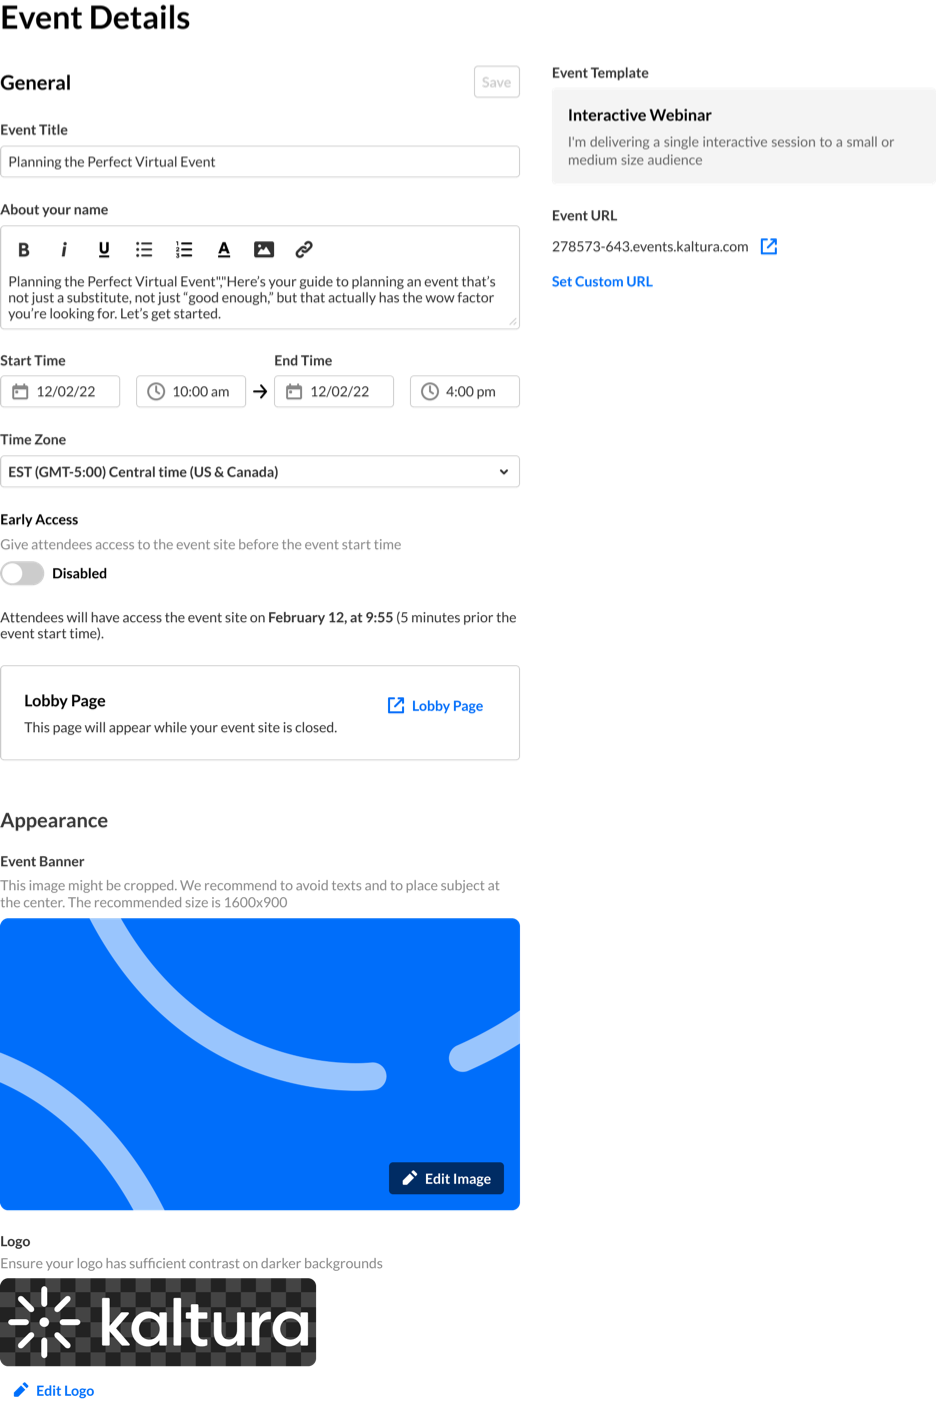 Event Details
General
Save
Event Title
Planning the Perfect Virtual Event
About your name
B i U A
Planning the Perfect Virtual Event","Here's your guide to planning an event that's
not just a substitute, not just “good enough,” but that actually has the wow factor
you're looking for. Let's get started.
Start Time
End Time
12/02/22
10:00 am
12/02/22
4:00 pm
Time Zone
EST (GMT-5:00) Central time (US & Canada)
Early Access
Give attendees access to the event site before the event start time
Disabled
Attendees will have access the event site on February 12, at 9:55 (5 minutes prior the
event start time).
Lobby Page
Lobby Page
This page will appear while your event site is closed.
Appearance
Event Banner
This image might be cropped. We recommend to avoid texts and to place subject at
the center. The recommended size is 1600x900
Edit Image
Logo
Ensure your logo has sufficient contrast on darker backgrounds
kaltura
Edit Logo
Event Template
Interactive Webinar
I'm delivering a single interactive session to a small or
medium size audience
Event URL
278573-643.events.kaltura.com
Set Custom URL